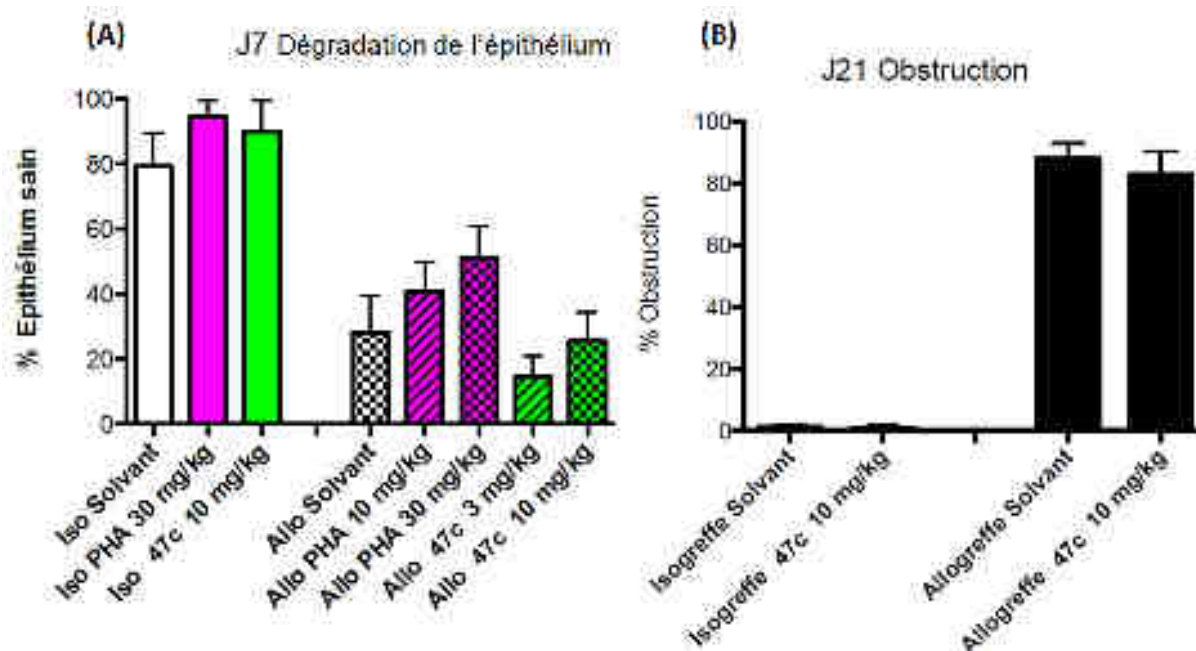 (A)
J7 Dégradation de l'épithélium
% Epithélium sain
100
80
60
40
20
0
Iso Solvant
Iso PHA 30 mg/kg
Iso 47c 10 mg/kg
Allo Solvant
Allo PHA 10 mg/kg
Allo PHA 30 mg/kg
Allo 47c 3 mg/kg
Allo 47c 10 mg/kg
(B)
J21 Obstruction
% Obstruction
100
80
60
40
20
0
Isogreffe Solvant
Isogreffe 47c 10 mg/kg
Allogreffe Solvant
Allogreffe 47c 10 mg/kg